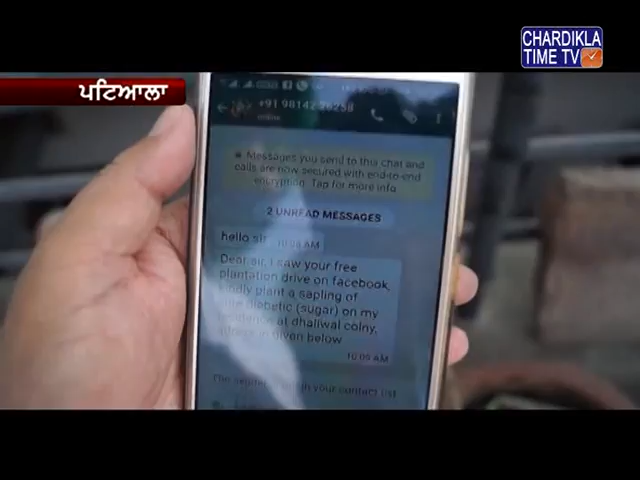 CHARDIKLA
TIME TV
ਪਟਿਆਲਾ
online
Messages you send to this chat and
calls are now secured with end-to-end
encryption. Tap for more info
2 UNREAD MESSAGES
hello sir 10:08 AM
Dear sir, I saw your free
plantation drive on facebook,
kindly plant a sapling of
diabetic (sugar) on my
residence at dhaliwal colny,
given below
10:09 AM
in your contact list